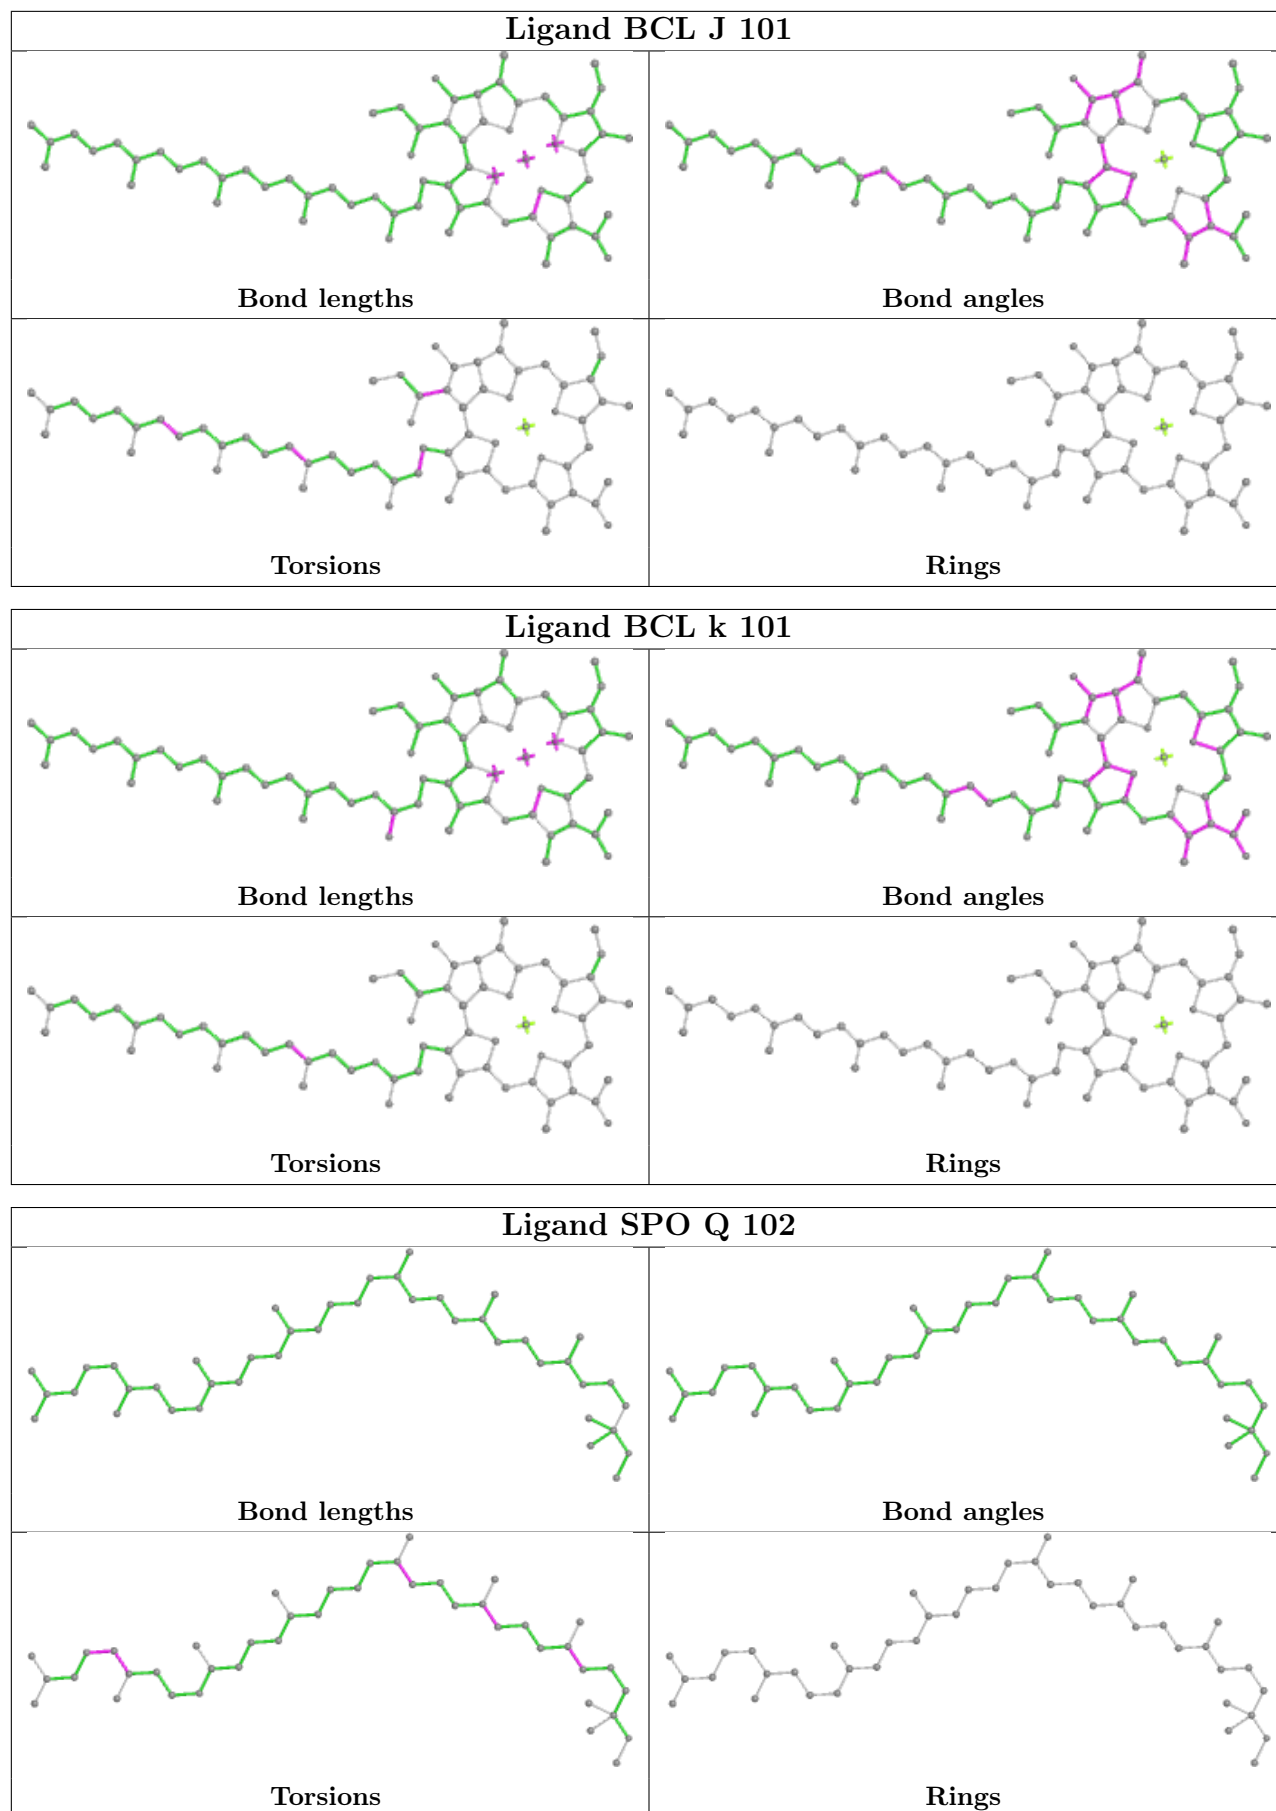 Ligand BCL J 101
Bond lengths
Bond angles
Torsions
Rings
Ligand BCL k 101
Bond lengths
Bond angles
Torsions
Rings
Ligand SPO Q 102
Bond lengths
Bond angles
Torsions
Rings